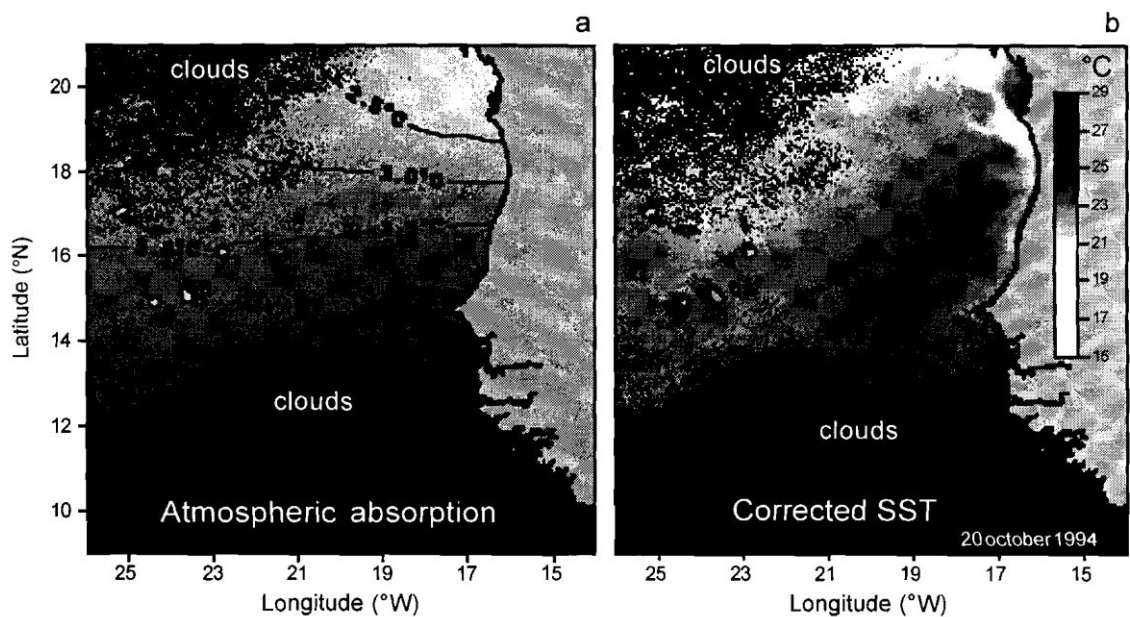 a
b
clouds
clouds
°C
29
27
25
23
21
19
17
16
20
18
16
14
12
10
Latitude (°N)
clouds
clouds
Atmospheric absorption
Corrected SST
20 october 1994
25
23
21
19
17
15
25
23
21
19
17
15
Longitude (°W)
Longitude (°W)